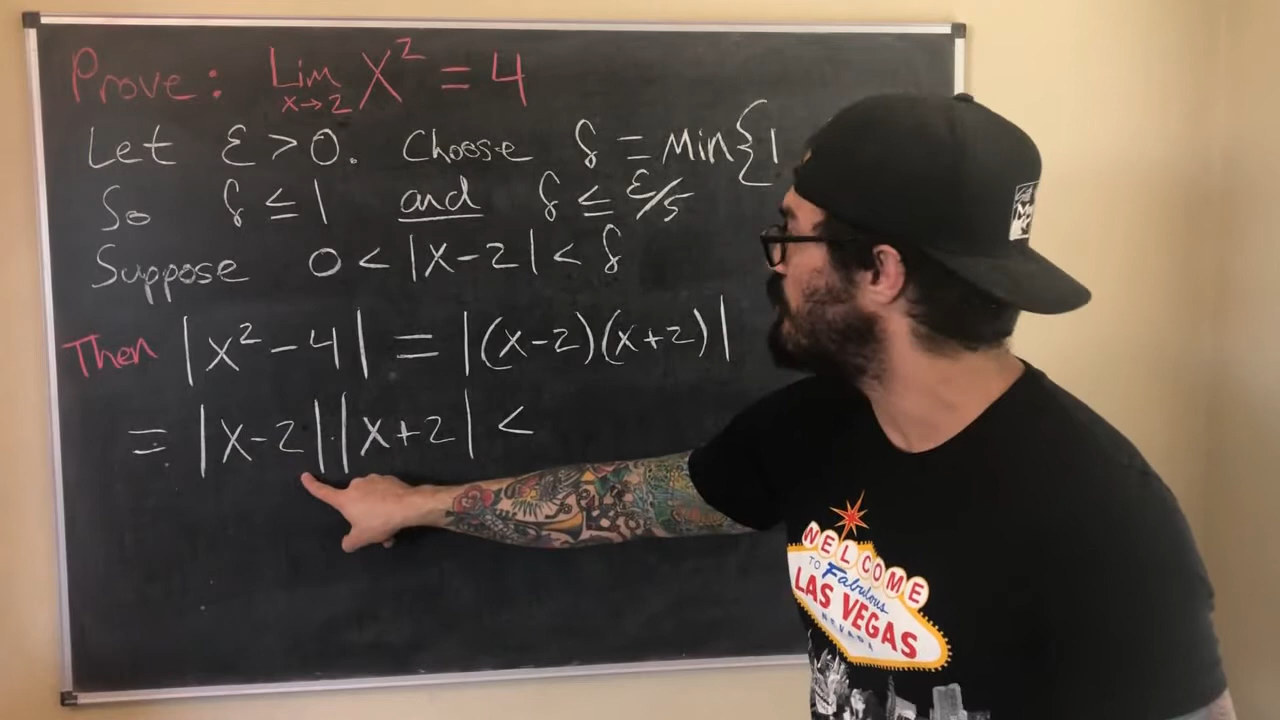 Prove: Lim x→2 x² = 4
Let ε > 0. Choose δ = Min{1
So δ ≤ 1 and δ ≤ ε/5
Suppose 0 < |x-2| < δ
Then |x² - 4| = |(x-2)(x+2)|
= |x-2|·|x+2| <
WELCOME
TO Fabulous
LAS VEGAS
NEVADA